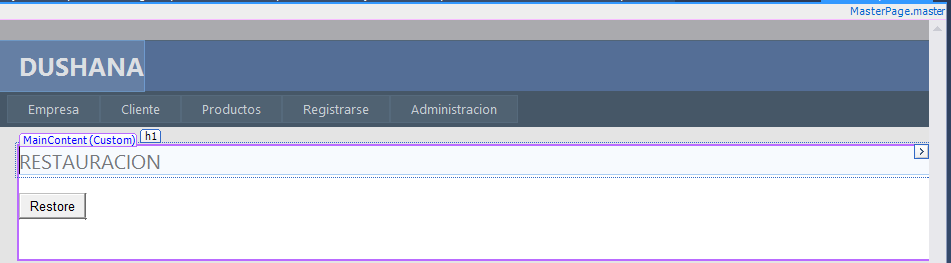 MasterPage.master
DUSHANA
Empresa Cliente Productos Registrarse Administracion
MainContent (Custom) h1
RESTAURACION
Restore